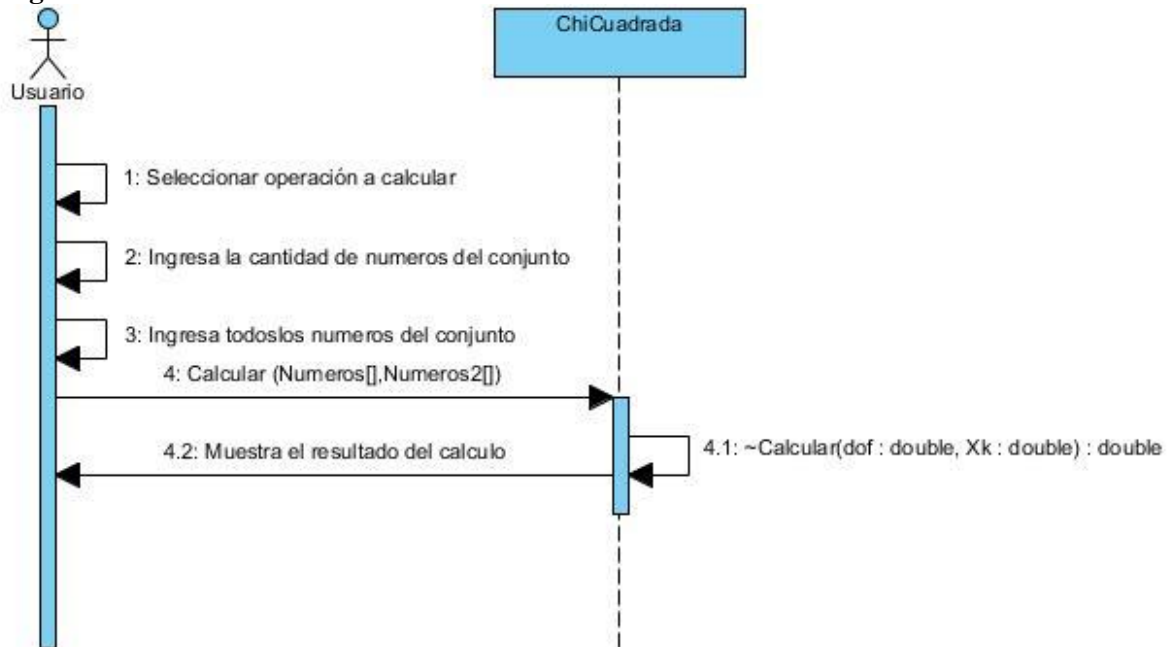 ChiCuadrada
Usuario
1: Seleccionar operación a calcular
2: Ingresa la cantidad de numeros del conjunto
3: Ingresa todoslos numeros del conjunto
4: Calcular (Numeros[],Numeros2[])
4.1: ~Calcular(dof : double, Xk : double) : double
4.2: Muestra el resultado del calculo